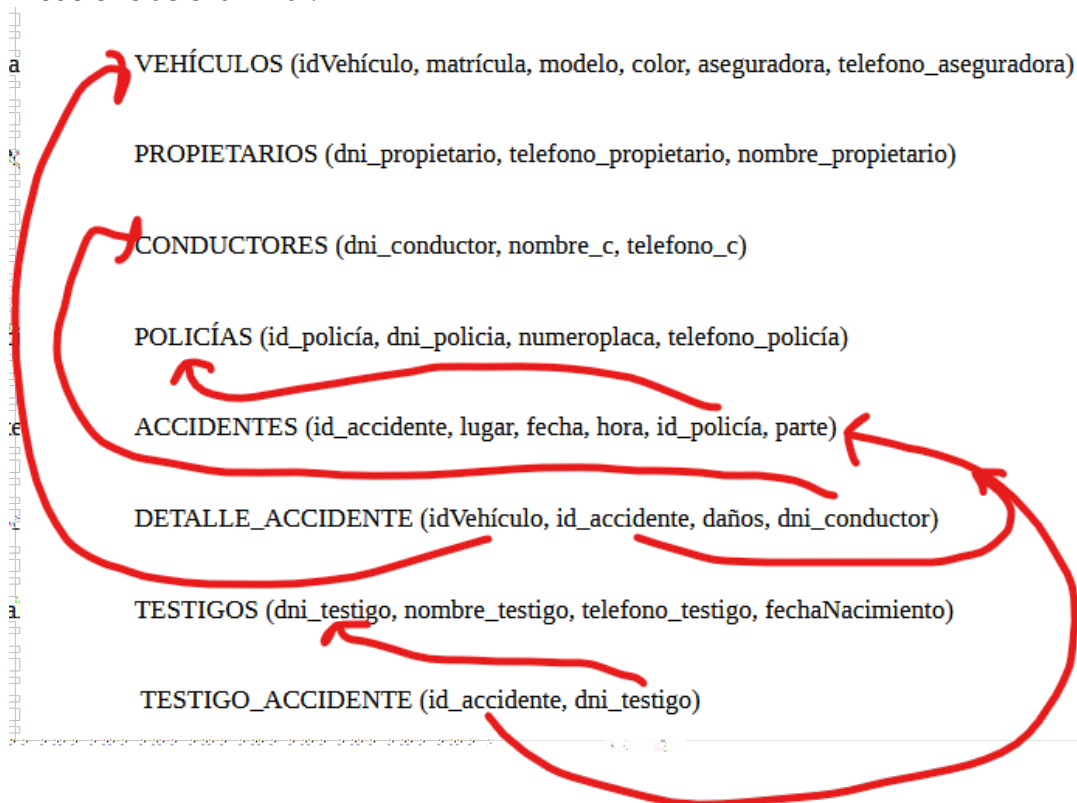 VEHÍCULOS (idVehículo, matrícula, modelo, color, aseguradora, telefono_aseguradora)
PROPIETARIOS (dni_propietario, telefono_propietario, nombre_propietario)
CONDUCTORES (dni_conductor, nombre_c, telefono_c)
POLICÍAS (id_policía, dni_policia, numeroplaca, telefono_policía)
ACCIDENTES (id_accidente, lugar, fecha, hora, id_policía, parte)
DETALLE_ACCIDENTE (idVehículo, id_accidente, daños, dni_conductor)
TESTIGOS (dni_testigo, nombre_testigo, telefono_testigo, fechaNacimiento)
TESTIGO_ACCIDENTE (id_accidente, dni_testigo)